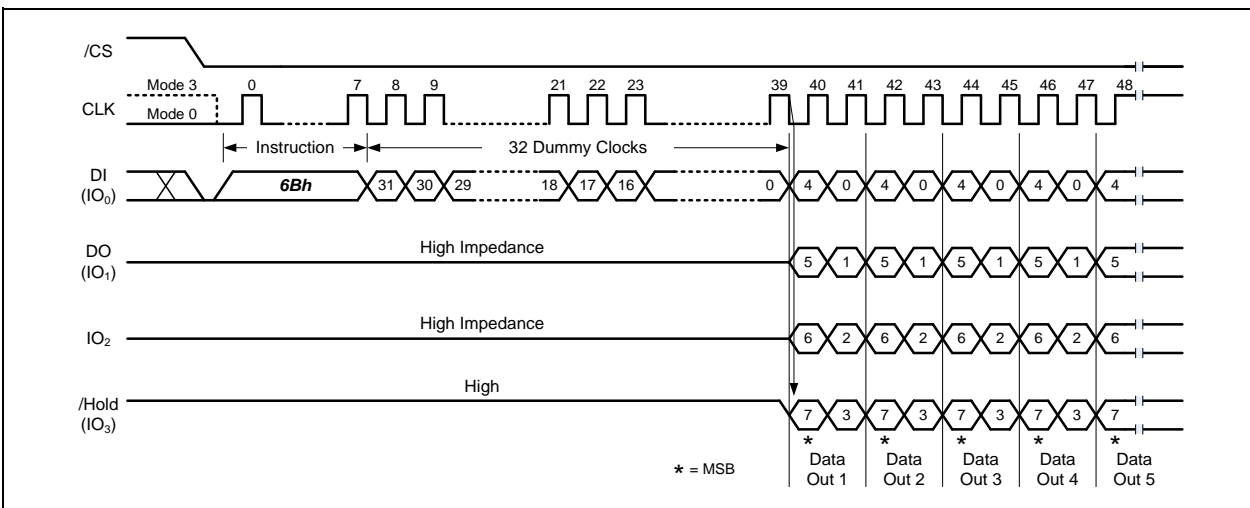 /CS
Mode 3 0 7 8 9 21 22 23 39 40 41 42 43 44 45 46 47 48
CLK
Mode 0
Instruction 32 Dummy Clocks
DI
(IO₀)
6Bh 31 30 29 18 17 16 0 4 0 4 0 4 0 4 0 4
High Impedance
DO
(IO₁)
5 1 5 1 5 1 5 1 5
High Impedance
IO₂
6 2 6 2 6 2 6 2 6
High
/Hold
(IO₃)
7 3 7 3 7 3 7 3 7
* * * * *
* = MSB
Data Data Data Data Data
Out 1 Out 2 Out 3 Out 4 Out 5